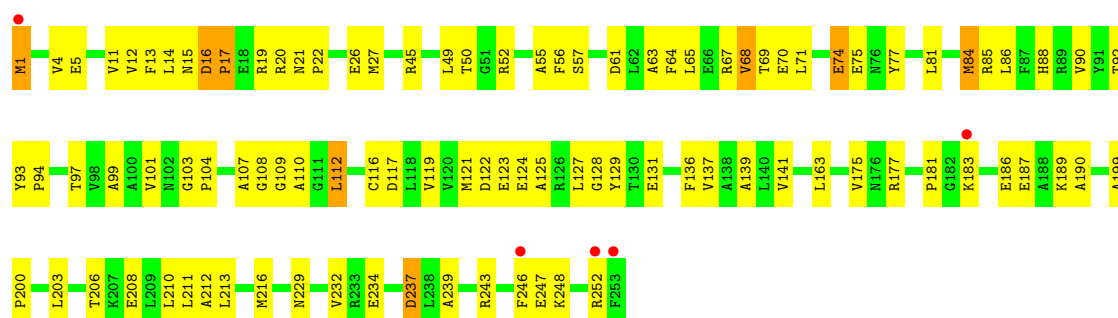 M1 V4 E5 V11 V12 F13 L14 N15 D16 P17 E18 R19 R20 N21 P22 E26 M27 R45 L49 T50 G51 R52 A55 F56 S57 D61 L62 A63 F64 L65 E66 R67 V68 T69 E70 L71 E74 E75 N76 Y77 L81 M84 R85 L86 F87 H88 R89 V90 Y91 T92
Y93 P94 T97 V98 A99 A100 V101 N102 G103 P104 A107 G108 G109 A110 G111 L112 C116 D117 L118 V119 V120 M121 D122 E123 E124 A125 R126 L127 G128 Y129 T130 E131 F136 V137 A138 A139 L140 V141 L163 V175 N176 R177 P181 G182 K183 E186 E187 A188 K189 A190 A199
P200 L203 T206 K207 E208 L209 L210 L211 A212 L213 M216 N229 V232 R233 E234 D237 L238 A239 R243 F246 E247 K248 R252 F253